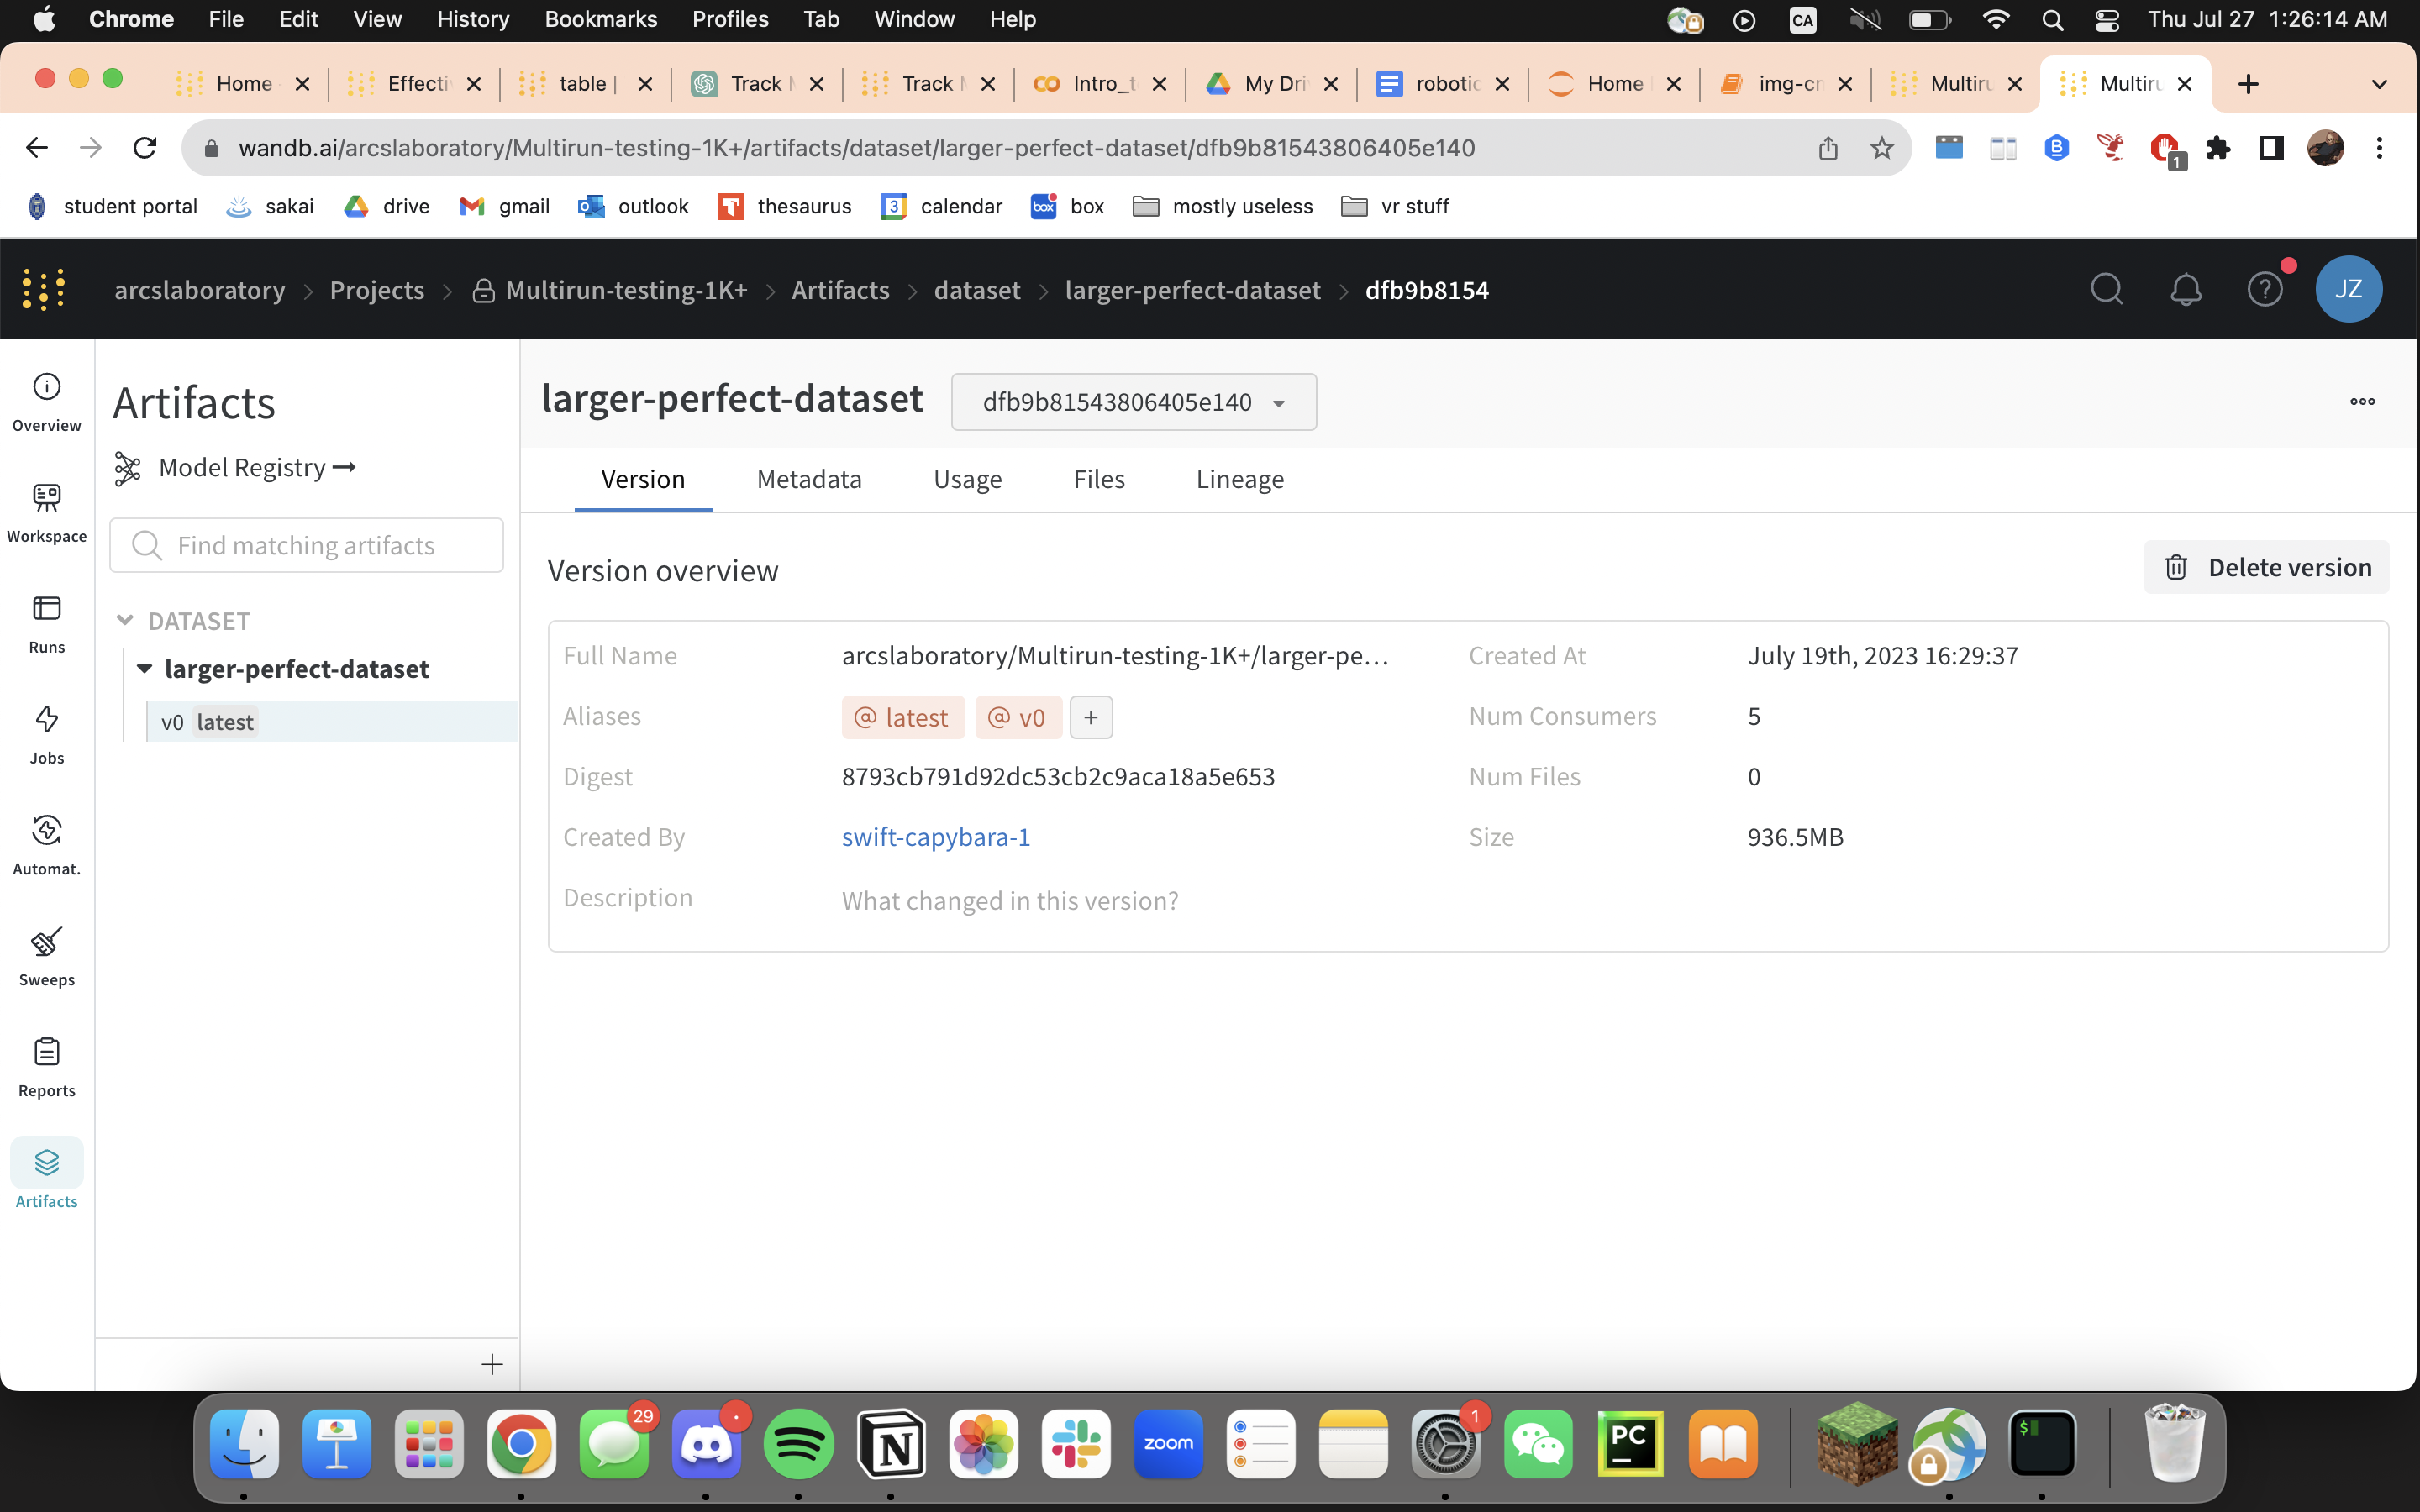 Chrome File Edit View History Bookmarks Profiles Tab Window Help CA Thu Jul 27 1:26:14 AM
Home Effecti table | Track Track Intro_t My Dri robotic Home img-cr Multiru Multiru
wandb.ai/arcslaboratory/Multirun-testing-1K+/artifacts/dataset/larger-perfect-dataset/dfb9b81543806405e140 B 1
student portal sakai drive gmail outlook thesaurus 3 calendar box box mostly useless vr stuff
arcslaboratory > Projects > Multirun-testing-1K+ > Artifacts > dataset > larger-perfect-dataset > dfb9b8154 ? JZ
Overview
Workspace
Runs
Jobs
Automat.
Sweeps
Reports
Artifacts
Artifacts
Model Registry →
Find matching artifacts
DATASET
larger-perfect-dataset
v0 latest
+
larger-perfect-dataset dfb9b81543806405e140
Version Metadata Usage Files Lineage
Version overview Delete version
Full Name arcslaboratory/Multirun-testing-1K+/larger-pe... Created At July 19th, 2023 16:29:37
Aliases @ latest @ v0 + Num Consumers 5
Digest 8793cb791d92dc53cb2c9aca18a5e653 Num Files 0
Created By swift-capybara-1 Size 936.5MB
Description What changed in this version?
29 N zoom 1 PC $